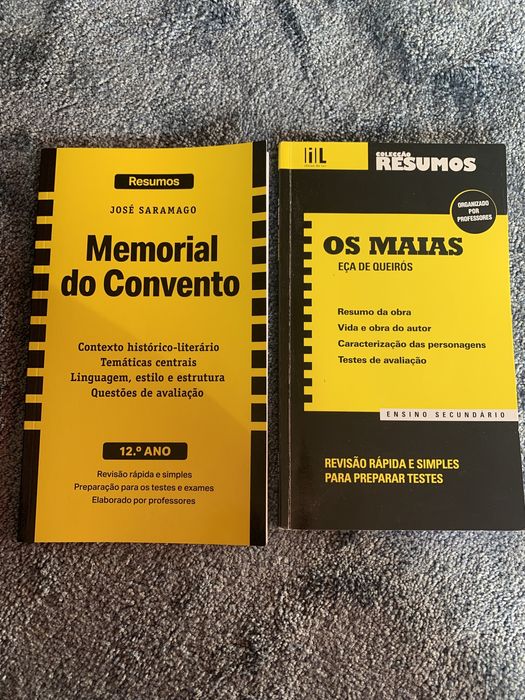 Resumos
JOSÉ SARAMAGO
Memorial
do Convento
Contexto histórico-literário
Temáticas centrais
Linguagem, estilo e estrutura
Questões de avaliação
12.º ANO
Revisão rápida e simples
Preparação para os testes e exames
Elaborado por professores
COLECÇÃO
RESUMOS
ORGANIZADO
POR
PROFESSORES
OS MAIAS
EÇA DE QUEIRÓS
Resumo da obra
Vida e obra do autor
Caracterização das personagens
Testes de avaliação
ENSINO SECUNDÁRIO
REVISÃO RÁPIDA E SIMPLES
PARA PREPARAR TESTES